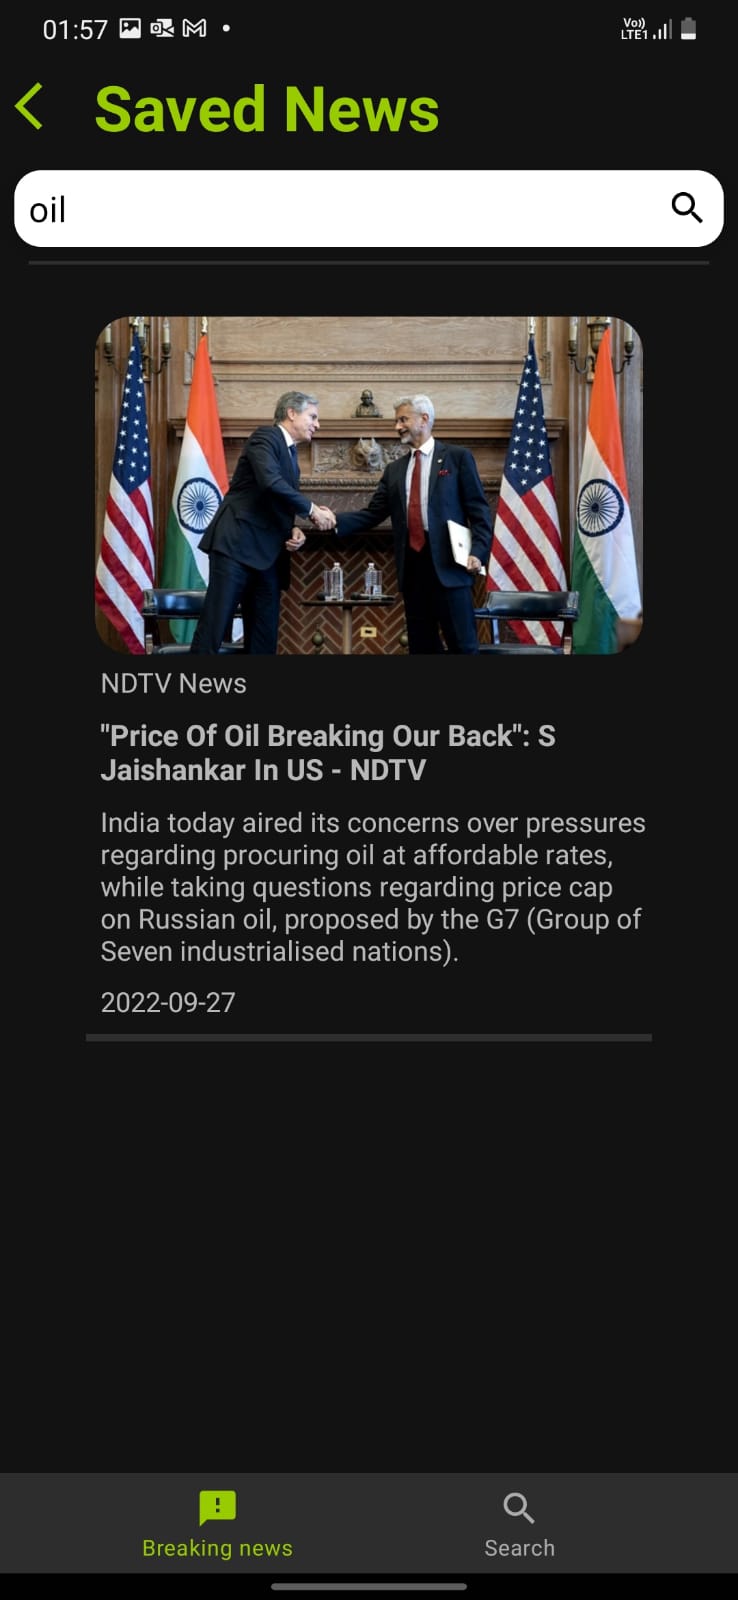 01:57
Vo))
LTE1
Saved News
oil
NDTV News
"Price Of Oil Breaking Our Back": S
Jaishankar In US - NDTV
India today aired its concerns over pressures
regarding procuring oil at affordable rates,
while taking questions regarding price cap
on Russian oil, proposed by the G7 (Group of
Seven industrialised nations).
2022-09-27
Breaking news
Search